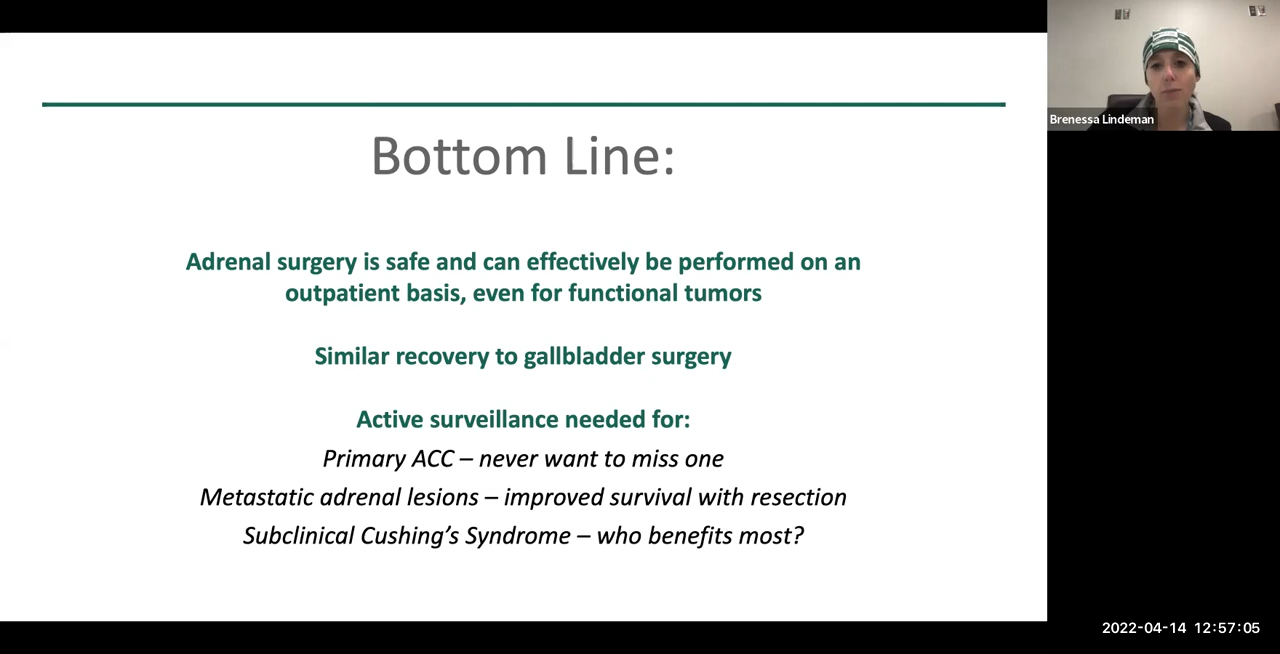 Bottom Line:
Adrenal surgery is safe and can effectively be performed on an
outpatient basis, even for functional tumors
Similar recovery to gallbladder surgery
Active surveillance needed for:
Primary ACC – never want to miss one
Metastatic adrenal lesions – improved survival with resection
Subclinical Cushing’s Syndrome – who benefits most?
Brenessa Lindeman
2022-04-14 12:57:05